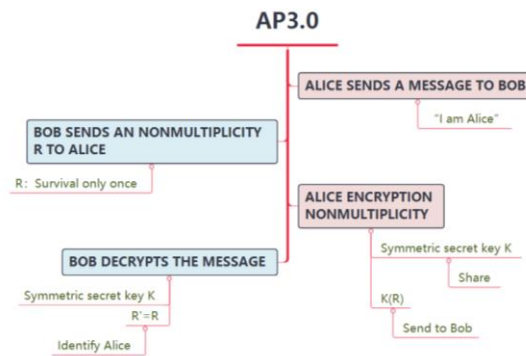 AP3.0
ALICE SENDS A MESSAGE TO BOB
"I am Alice"
BOB SENDS AN NONMULTIPLICITY
R TO ALICE
R: Survival only once
ALICE ENCRYPTION
NONMULTIPLICITY
Symmetric secret key K
Share
K(R)
Send to Bob
BOB DECRYPTS THE MESSAGE
Symmetric secret key K
R'=R
Identify Alice